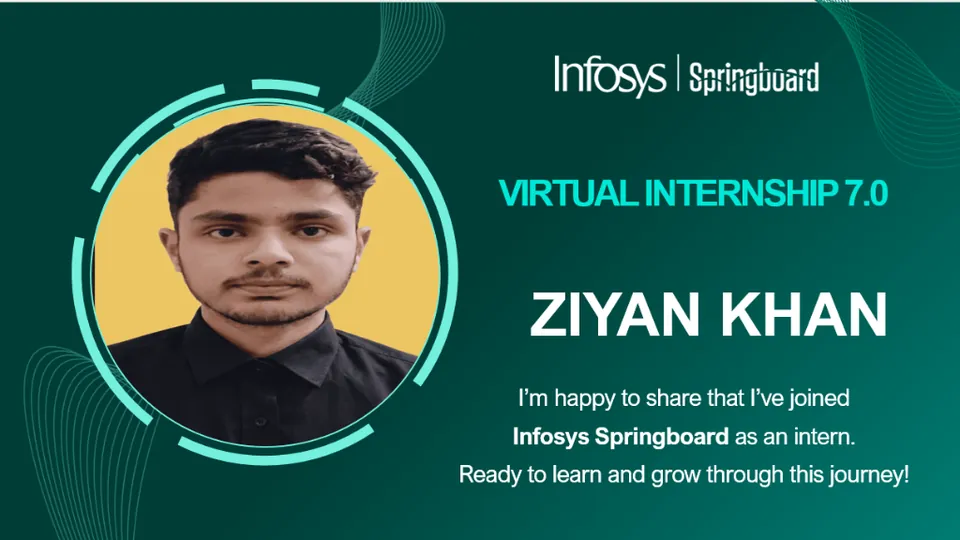 Infosys | Springboard
VIRTUAL INTERNSHIP 7.0
ZIYAN KHAN
I’m happy to share that I’ve joined
Infosys Springboard as an intern.
Ready to learn and grow through this journey!